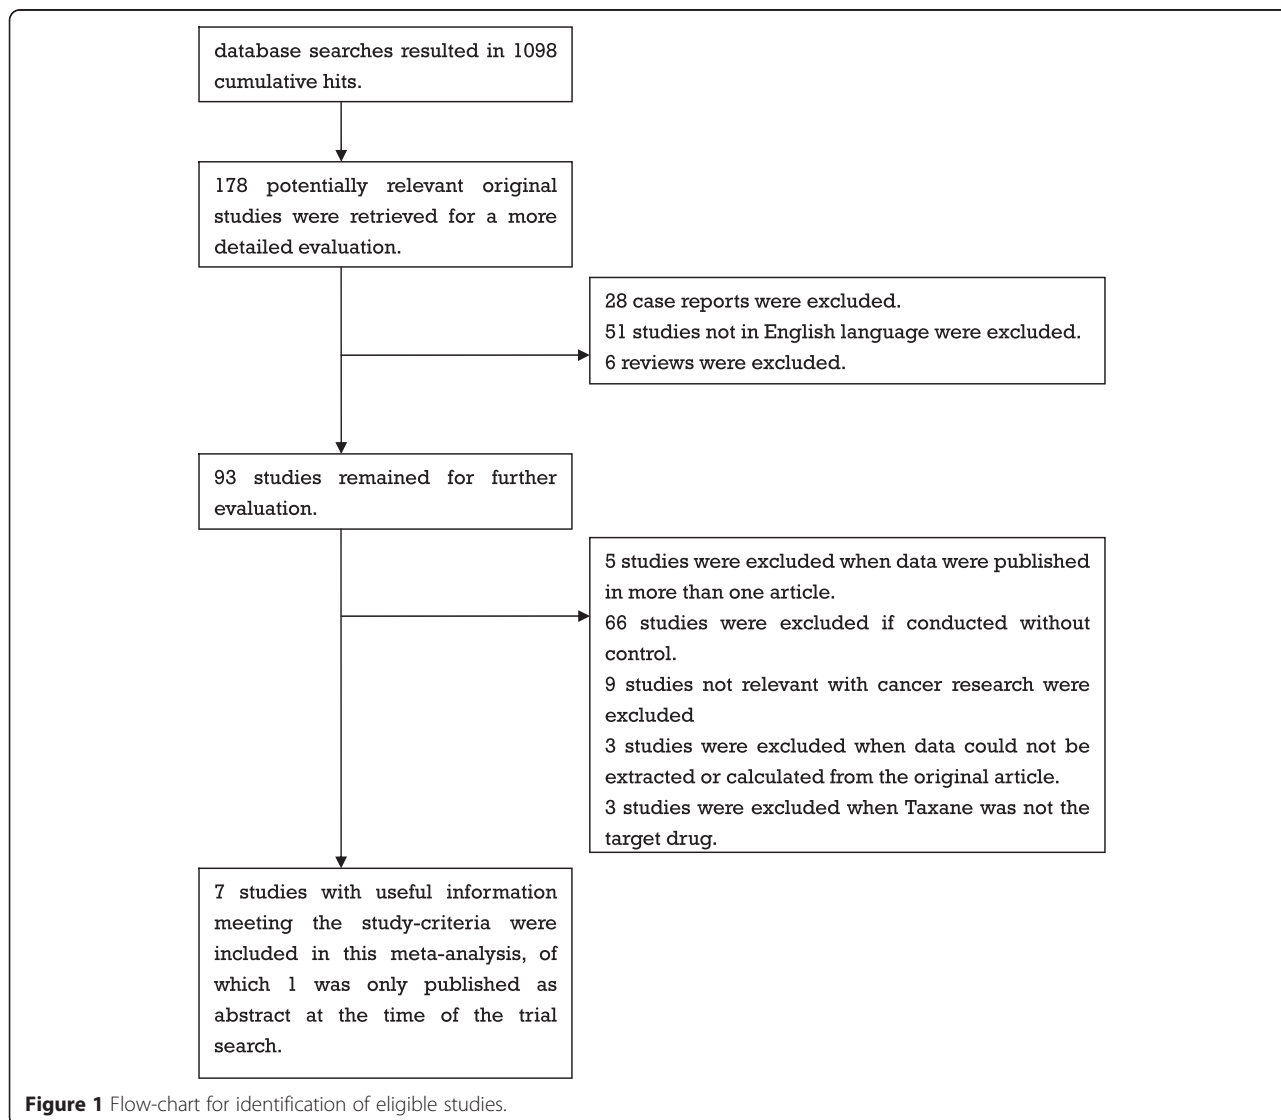 database searches resulted in 1098
cumulative hits.
178 potentially relevant original
studies were retrieved for a more
detailed evaluation.
28 case reports were excluded.
51 studies not in English language were excluded.
6 reviews were excluded.
93 studies remained for further
evaluation.
5 studies were excluded when data were published
in more than one article.
66 studies were excluded if conducted without
control.
9 studies not relevant with cancer research were
excluded
3 studies were excluded when data could not be
extracted or calculated from the original article.
3 studies were excluded when Taxane was not the
target drug.
7 studies with useful information
meeting the study-criteria were
included in this meta-analysis, of
which 1 was only published as
abstract at the time of the trial
search.
Figure 1 Flow-chart for identification of eligible studies.